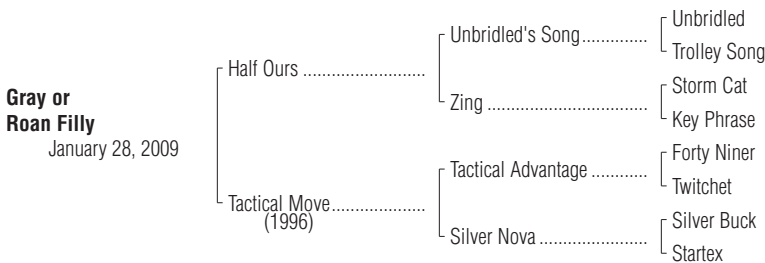 Unbridled
Unbridled's Song..............
Trolley Song
Half Ours ..........................
Storm Cat
Zing ..................................
Key Phrase
Gray or
Roan Filly
January 28, 2009
Forty Niner
Tactical Advantage ............
Twitchet
Tactical Move....................
(1996)
Silver Buck
Silver Nova .......................
Startex